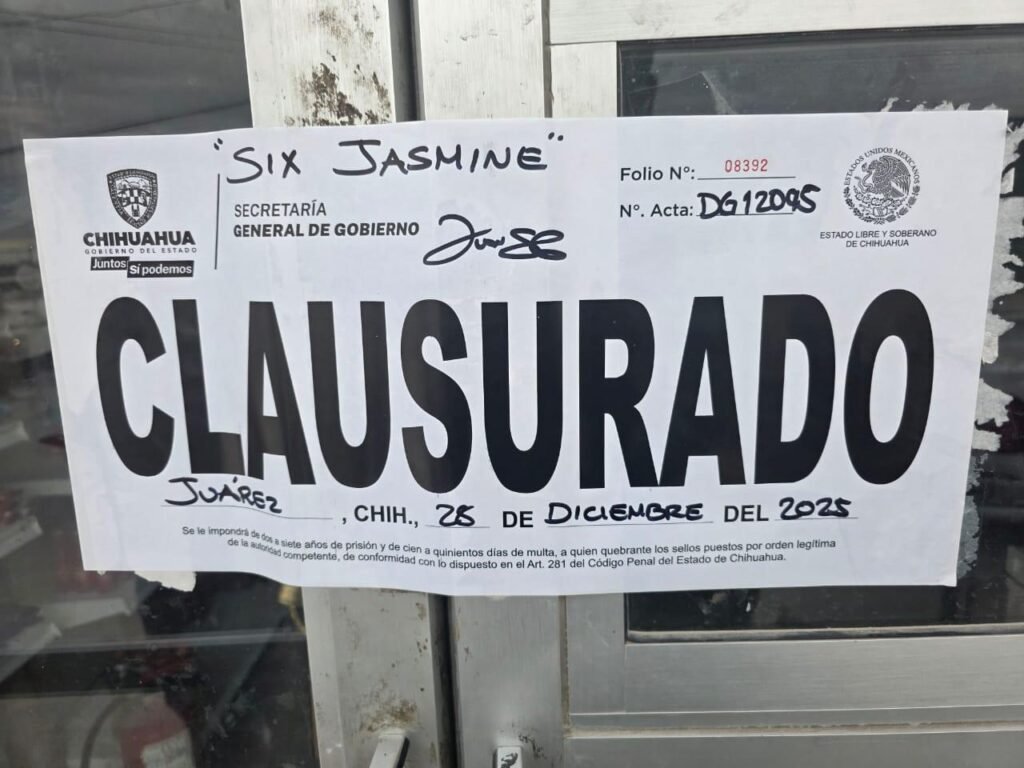 "SIX JASMINE"
CHIHUAHUA
GOBIERNO DEL ESTADO
Juntos Sí podemos
SECRETARÍA
GENERAL DE GOBIERNO
Folio N°: 08392
N°. Acta: DG12095
ESTADOS UNIDOS MEXICANOS
ESTADO LIBRE Y SOBERANO
DE CHIHUAHUA
CLAUSURADO
JUÁREZ, CHIH., 28 DE DICIEMBRE DEL 2025
Se le impondrá de dos a siete años de prisión y de cien a quinientos días de multa, a quien quebrante los sellos puestos por orden legítima
de la autoridad competente, de conformidad con lo dispuesto en el Art. 281 del Código Penal del Estado de Chihuahua.